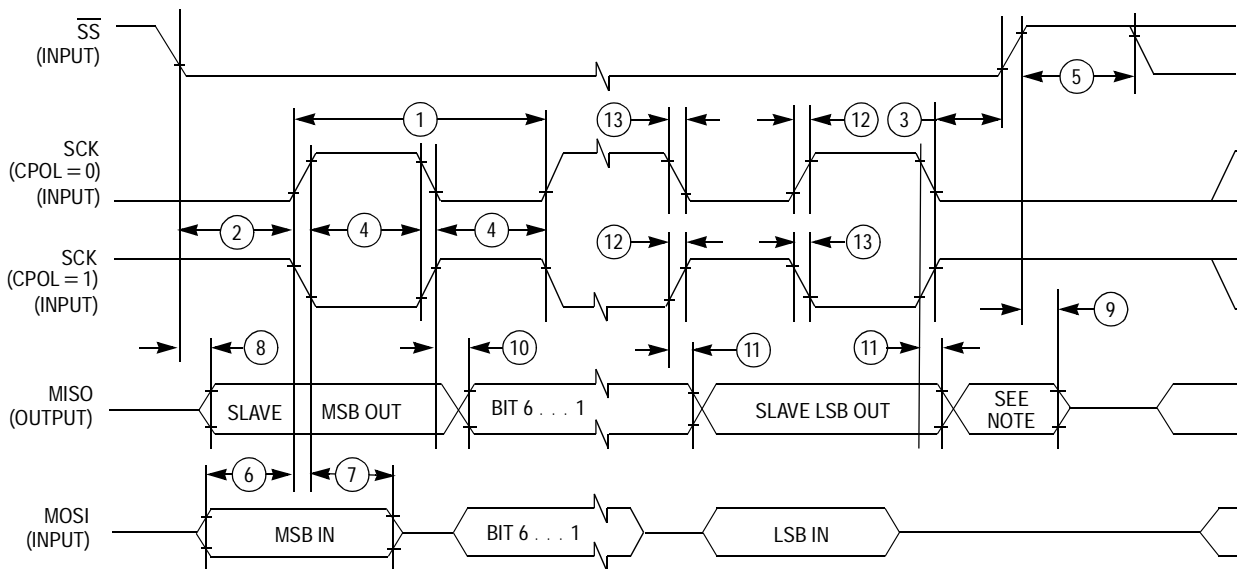 SS
(INPUT)
5
1
13
12
3
SCK
(CPOL = 0)
(INPUT)
2
4
4
12
13
SCK
(CPOL = 1)
(INPUT)
9
8
10
11
11
MISO
(OUTPUT)
SLAVE
MSB OUT
BIT 6 . . . 1
SLAVE LSB OUT
SEE
NOTE
6
7
MOSI
(INPUT)
MSB IN
BIT 6 . . . 1
LSB IN